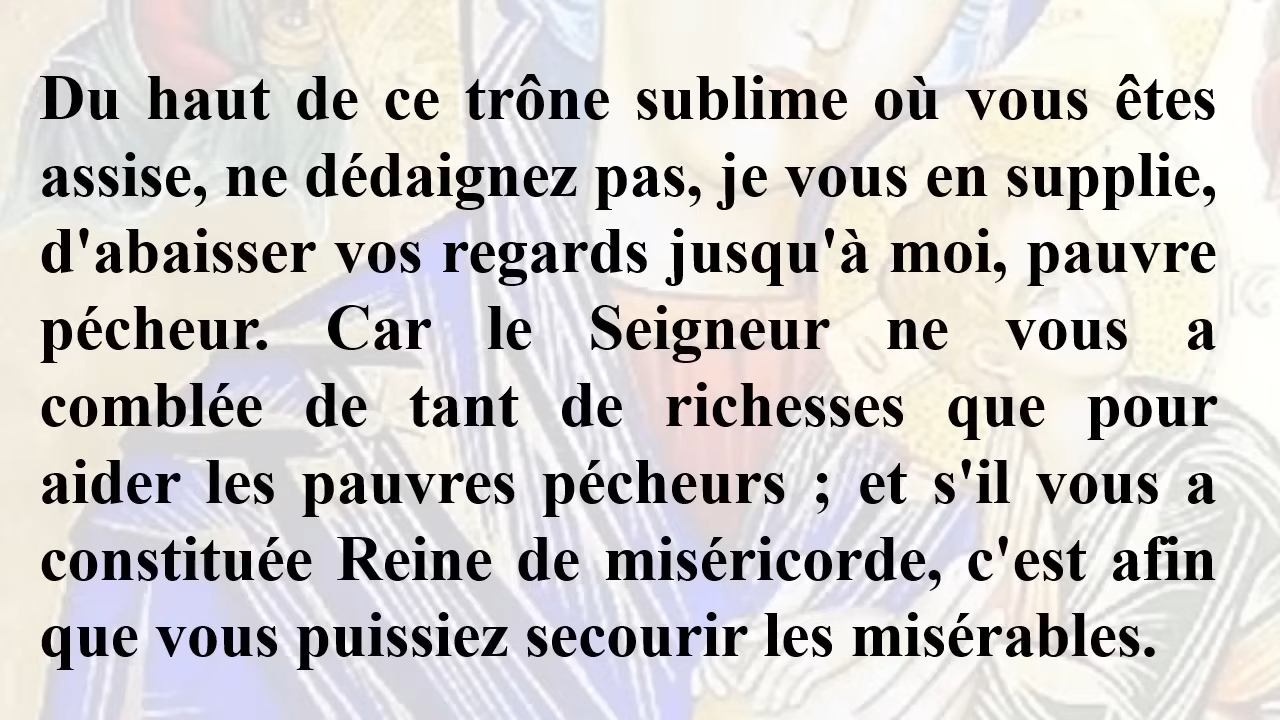 Du haut de ce trône sublime où vous êtes
assise, ne dédaignez pas, je vous en supplie,
d'abaisser vos regards jusqu'à moi, pauvre
pécheur. Car le Seigneur ne vous a
comblée de tant de richesses que pour
aider les pauvres pécheurs ; et s'il vous a
constituée Reine de miséricorde, c'est afin
que vous puissiez secourir les misérables.